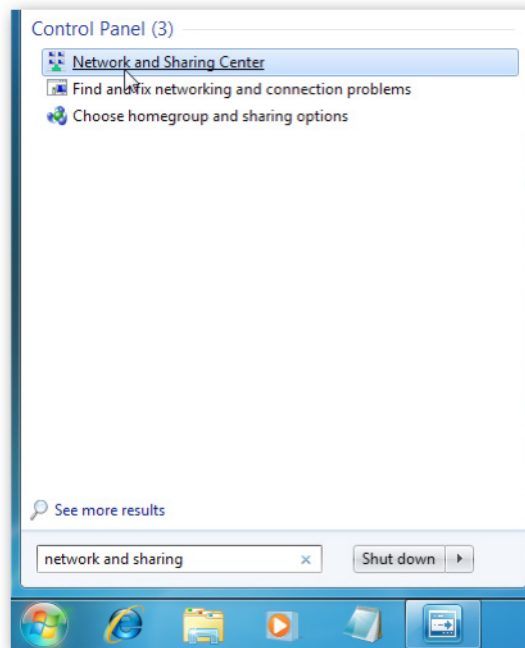 Control Panel (3)
Network and Sharing Center
Find and fix networking and connection problems
Choose homegroup and sharing options
See more results
network and sharing
Shut down